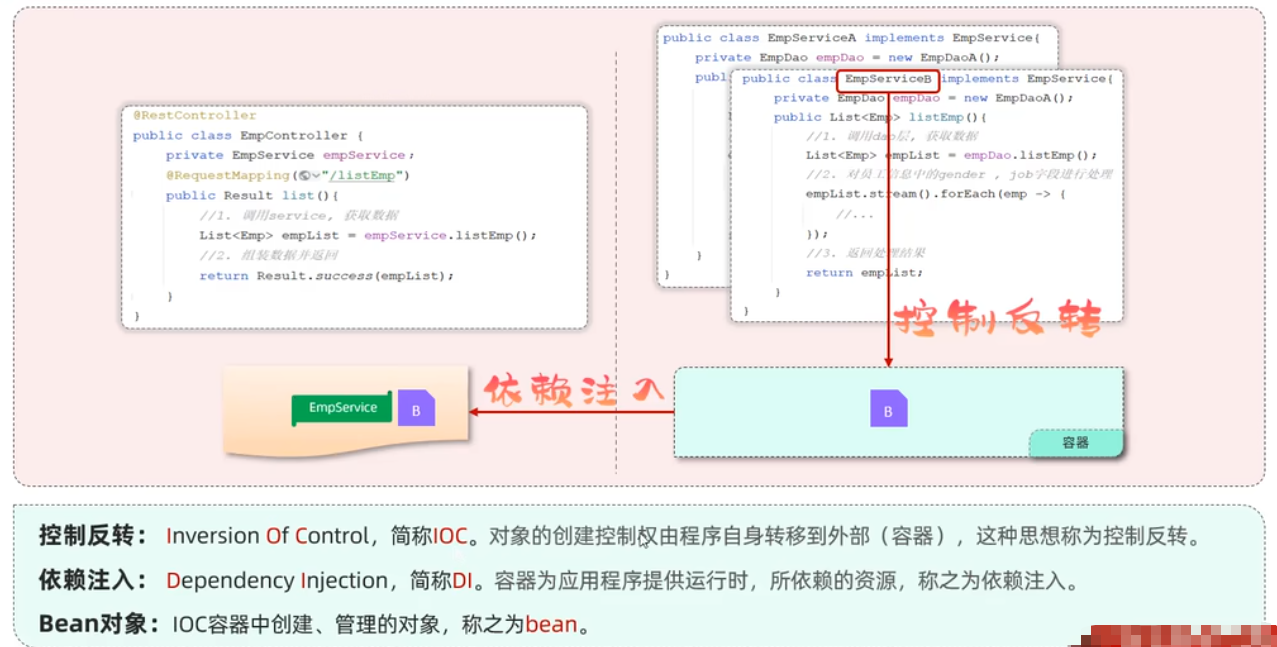 @RestController
public class EmpController {
private EmpService empService;
@RequestMapping("/listEmp")
public Result list(){
//1. 调用service, 获取数据
List<Emp> empList = empService.listEmp();
//2. 组装数据并返回
return Result.success(empList);
}
}
public class EmpServiceA implements EmpService{
private EmpDao empDao = new EmpDaoA();
publ
}
}
public class EmpServiceB implements EmpService{
private EmpDao empDao = new EmpDaoA();
public List<Emp> listEmp(){
//1. 调用dao层, 获取数据
List<Emp> empList = empDao.listEmp();
//2. 对员工信息中的gender , job字段进行处理
empList.stream().forEach(emp -> {
//...
});
//3. 返回处理结果
return empList;
}
}
控制反转
依赖注入
EmpService
B
B
容器
控制反转： Inversion Of Control，简称IOC。对象的创建控制权由程序自身转移到外部（容器），这种思想称为控制反转。
依赖注入： Dependency Injection，简称DI。容器为应用程序提供运行时，所依赖的资源，称之为依赖注入。
Bean对象： IOC容器中创建、管理的对象，称之为bean。